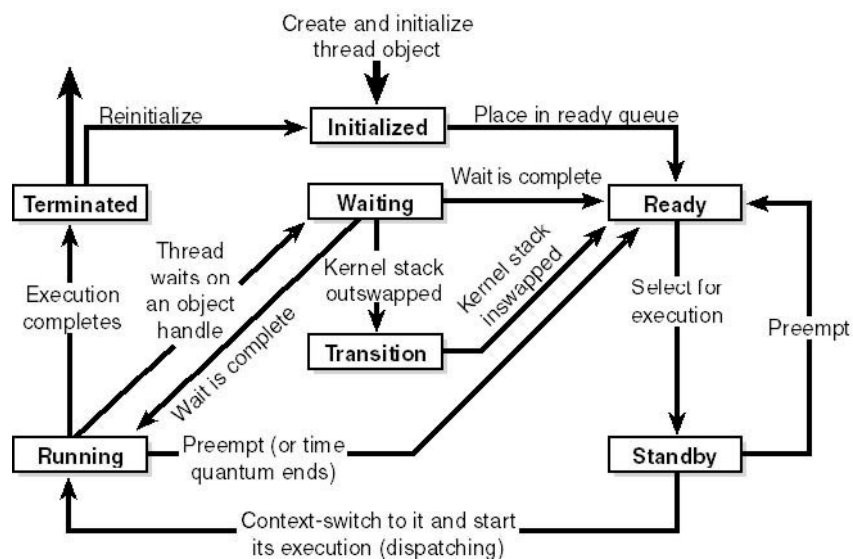 Create and initialize
thread object
Reinitialize
Initialized
Place in ready queue
Terminated
Waiting
Wait is complete
Ready
Thread
waits on
an object
handle
Kernel stack
outswapped
Kernel stack
inswapped
Select for
execution
Execution
completes
Preempt
Wait is complete
Transition
Running
Preempt (or time
quantum ends)
Standby
Context-switch to it and start
its execution (dispatching)